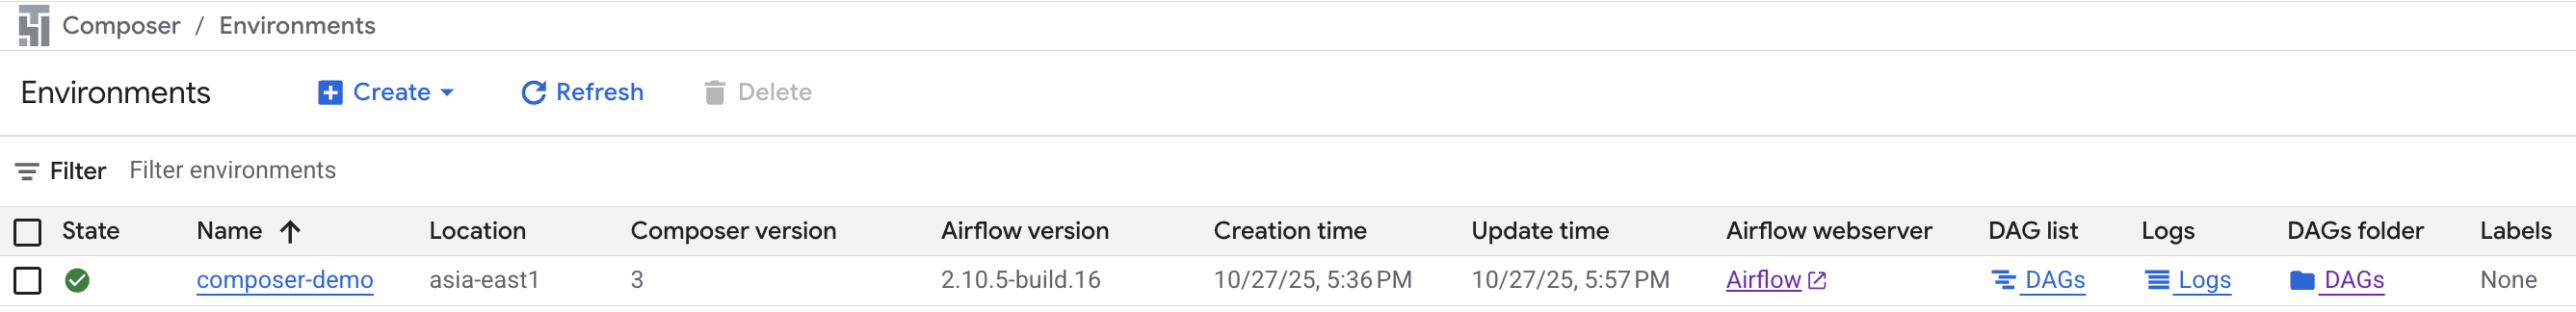 Composer / Environments
Environments Create Refresh Delete
Filter Filter environments
State Name Location Composer version Airflow version Creation time Update time Airflow webserver DAG list Logs DAGs folder Labels
composer-demo asia-east1 3 2.10.5-build.16 10/27/25, 5:36 PM 10/27/25, 5:57 PM Airflow DAGs Logs DAGs None